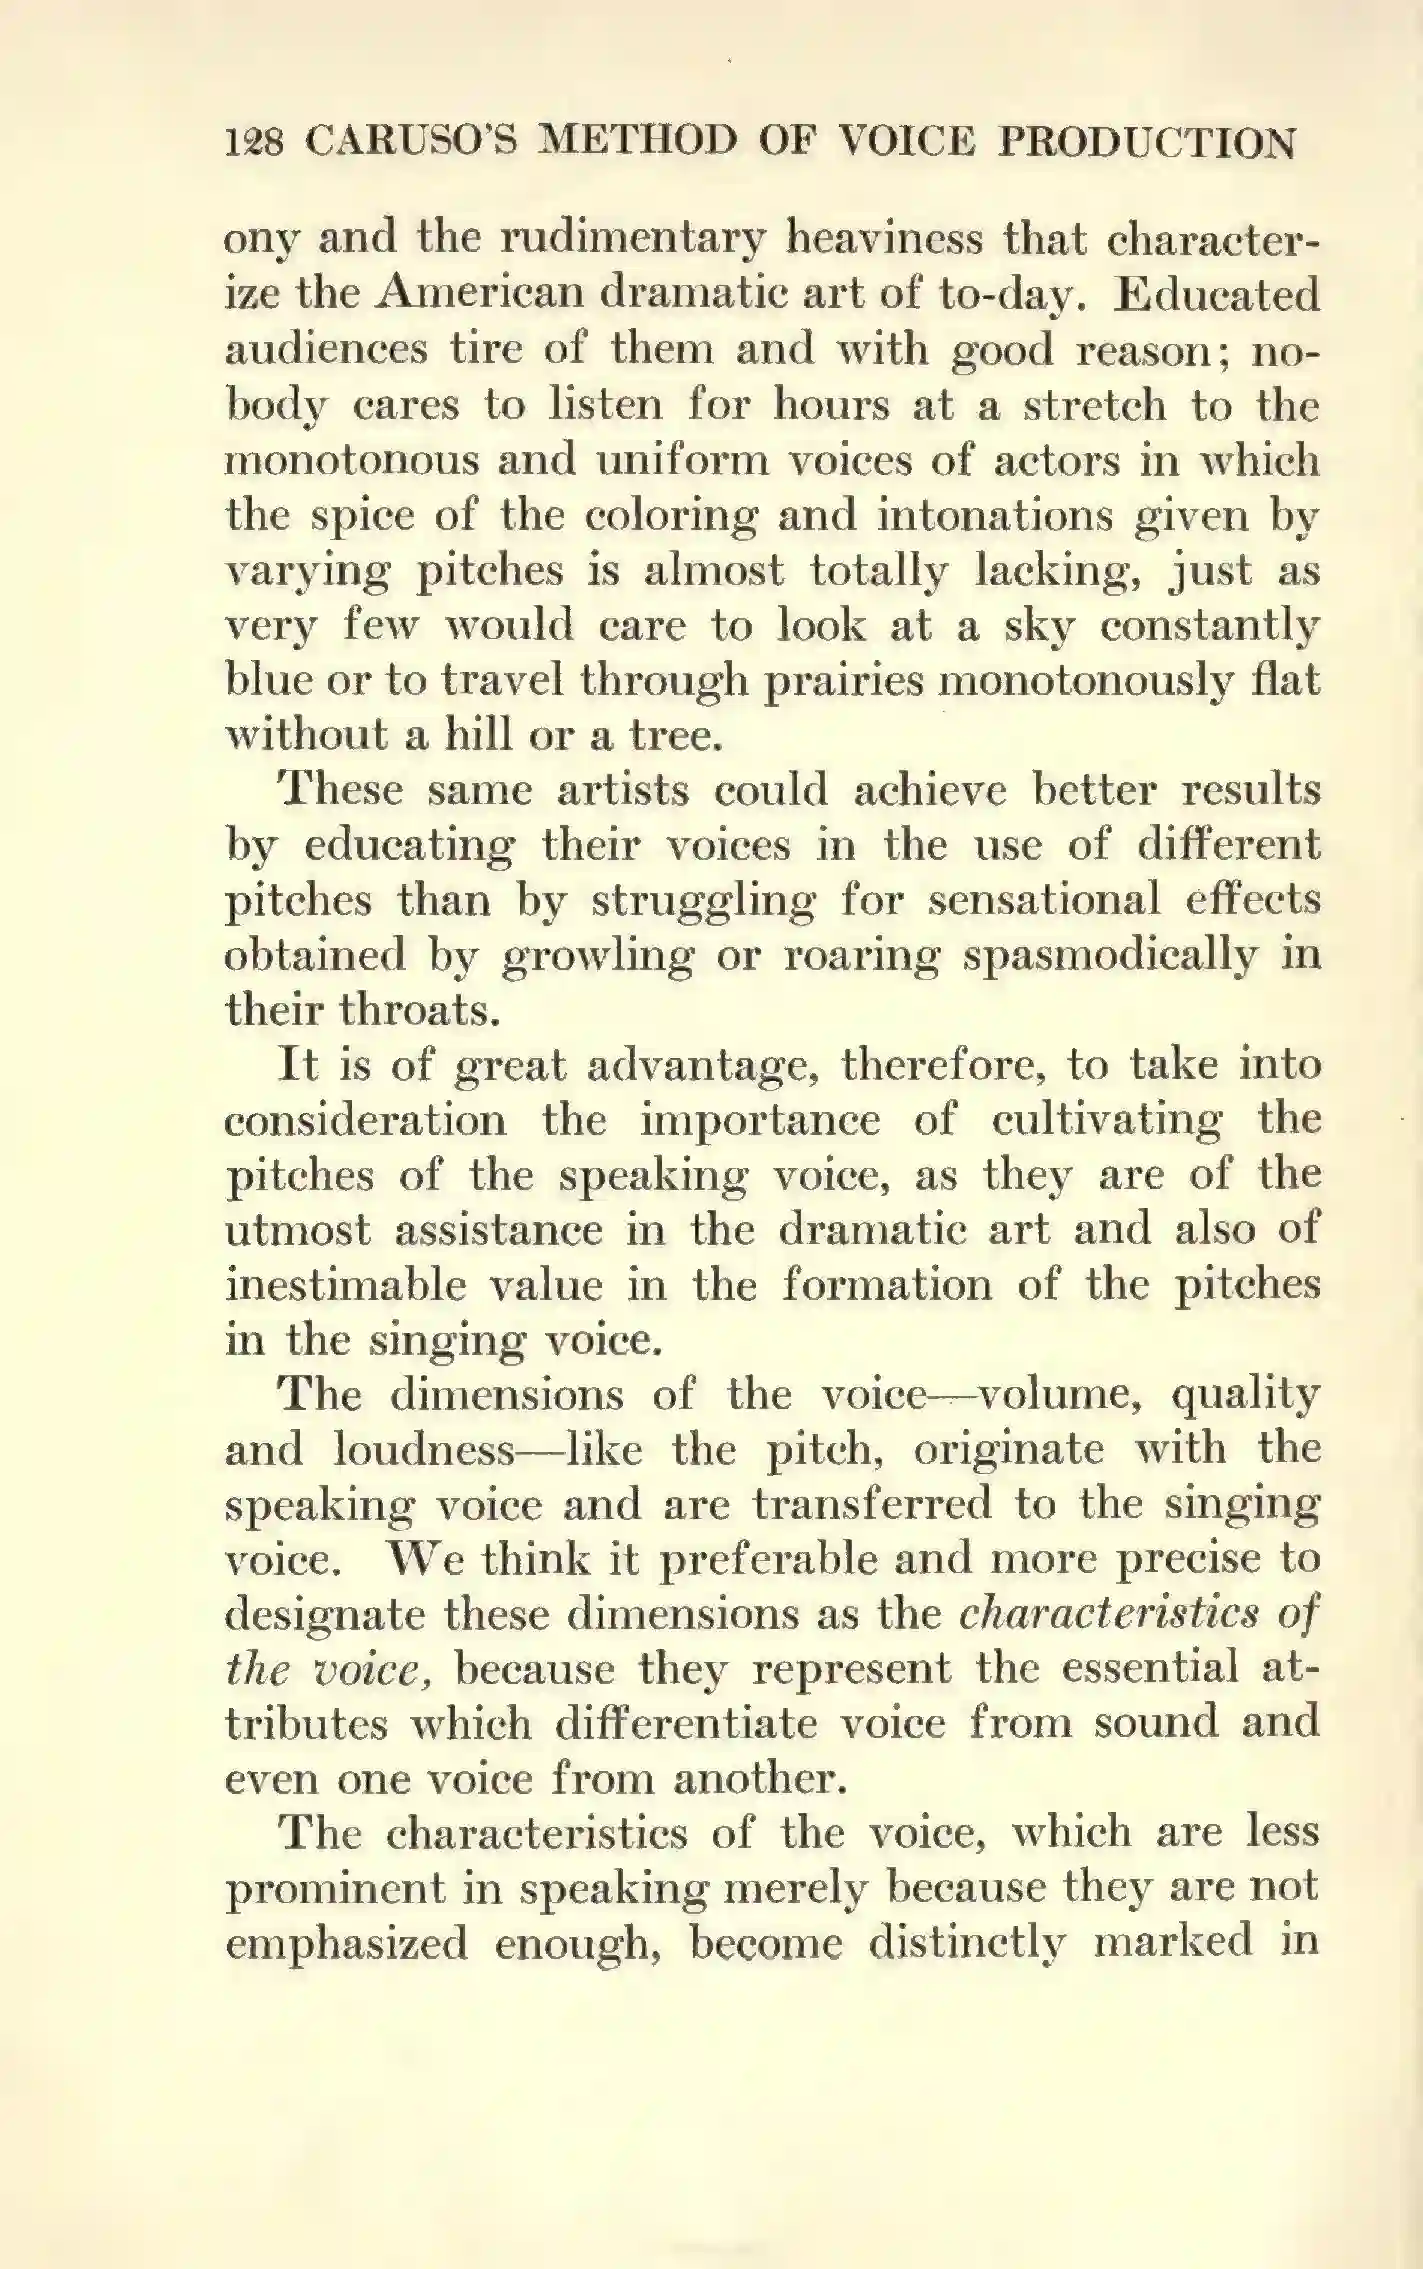 128 CARUSO'S METHOD OF VOICE PRODUCTION
ony and the rudimentary heaviness that character-
ize the American dramatic art of to-day. Educated
audiences tire of them and with good reason; no-
body cares to listen for hours at a stretch to the
monotonous and uniform voices of actors in which
the spice of the coloring and intonations given by
varying pitches is almost totally lacking, just as
very few would care to look at a sky constantly
blue or to travel through prairies monotonously flat
without a hill or a tree.
These same artists could achieve better results
by educating their voices in the use of different
pitches than by struggling for sensational effects
obtained by growling or roaring spasmodically in
their throats.
It is of great advantage, therefore, to take into
consideration the importance of cultivating the
pitches of the speaking voice, as they are of the
utmost assistance in the dramatic art and also of
inestimable value in the formation of the pitches
in the singing voice.
The dimensions of the voice—volume, quality
and loudness—like the pitch, originate with the
speaking voice and are transferred to the singing
voice. We think it preferable and more precise to
designate these dimensions as the characteristics of
the voice, because they represent the essential at-
tributes which differentiate voice from sound and
even one voice from another.
The characteristics of the voice, which are less
prominent in speaking merely because they are not
emphasized enough, become distinctly marked in